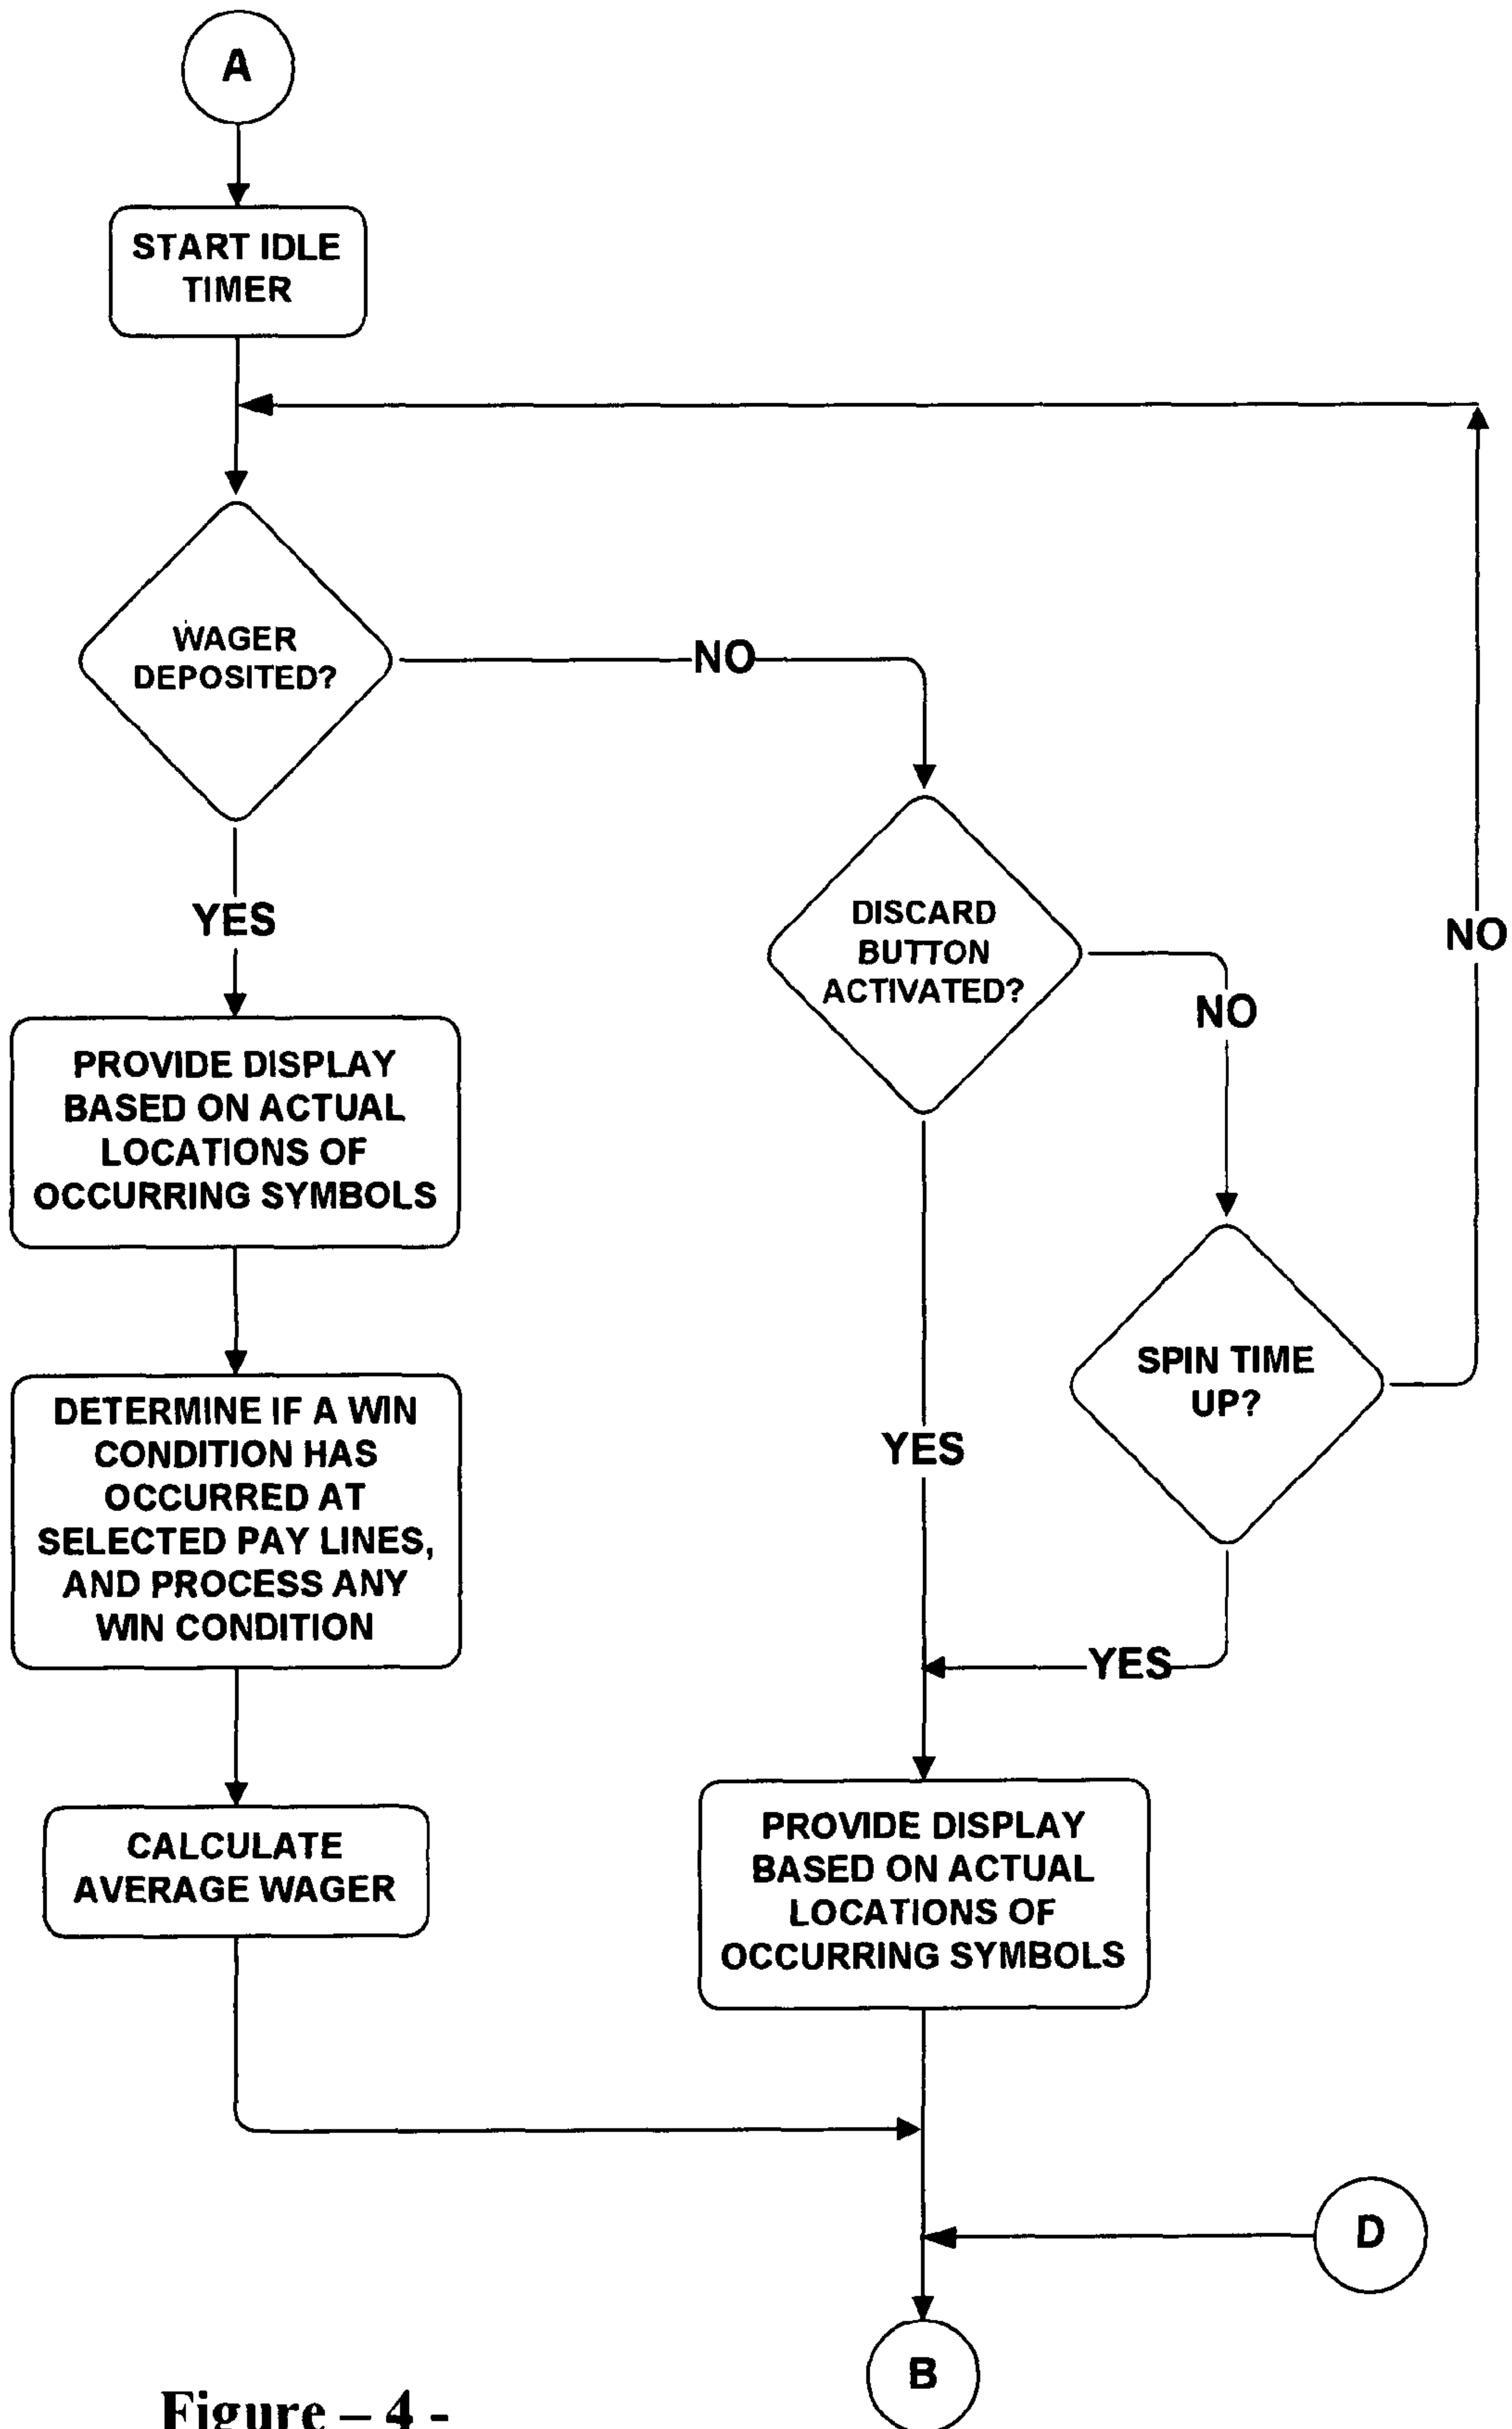 A
START IDLE
TIMER
WAGER
DEPOSITED?
NO
YES
DISCARD
BUTTON
ACTIVATED?
NO
NO
PROVIDE DISPLAY
BASED ON ACTUAL
LOCATIONS OF
OCCURRING SYMBOLS
SPIN TIME
UP?
YES
DETERMINE IF A WIN
CONDITION HAS
OCCURRED AT
SELECTED PAY LINES,
AND PROCESS ANY
WIN CONDITION
YES
CALCULATE
AVERAGE WAGER
PROVIDE DISPLAY
BASED ON ACTUAL
LOCATIONS OF
OCCURRING SYMBOLS
D
B
Figure – 4 -